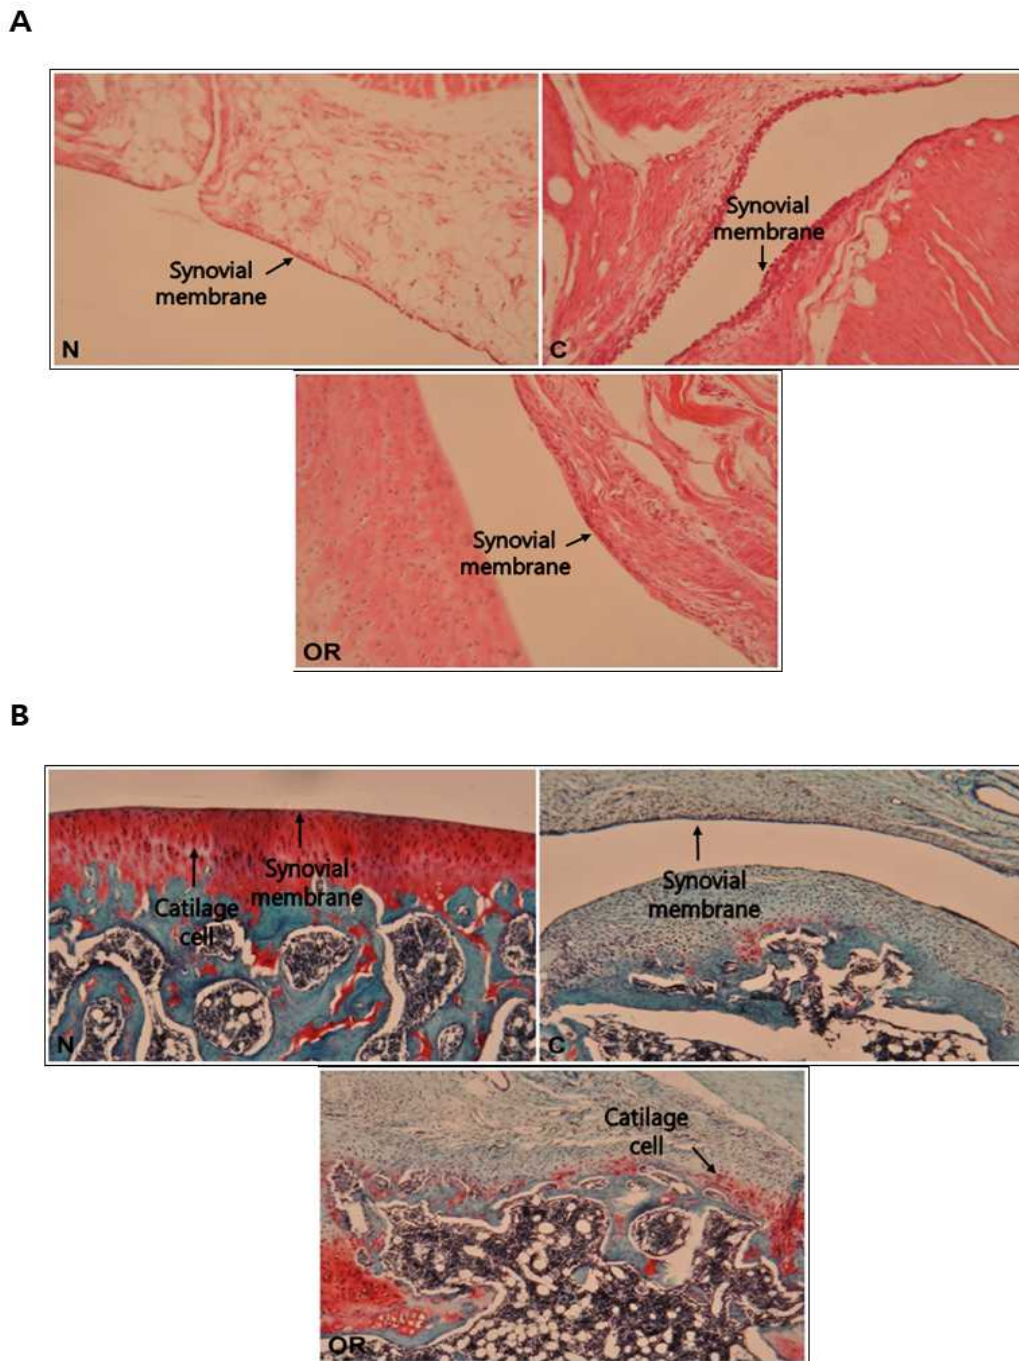 A
Synovial
membrane
N
Synovial
membrane
C
Synovial
membrane
OR
B
Synovial
membrane
Catilage
cell
N
Synovial
membrane
C
Catilage
cell
OR